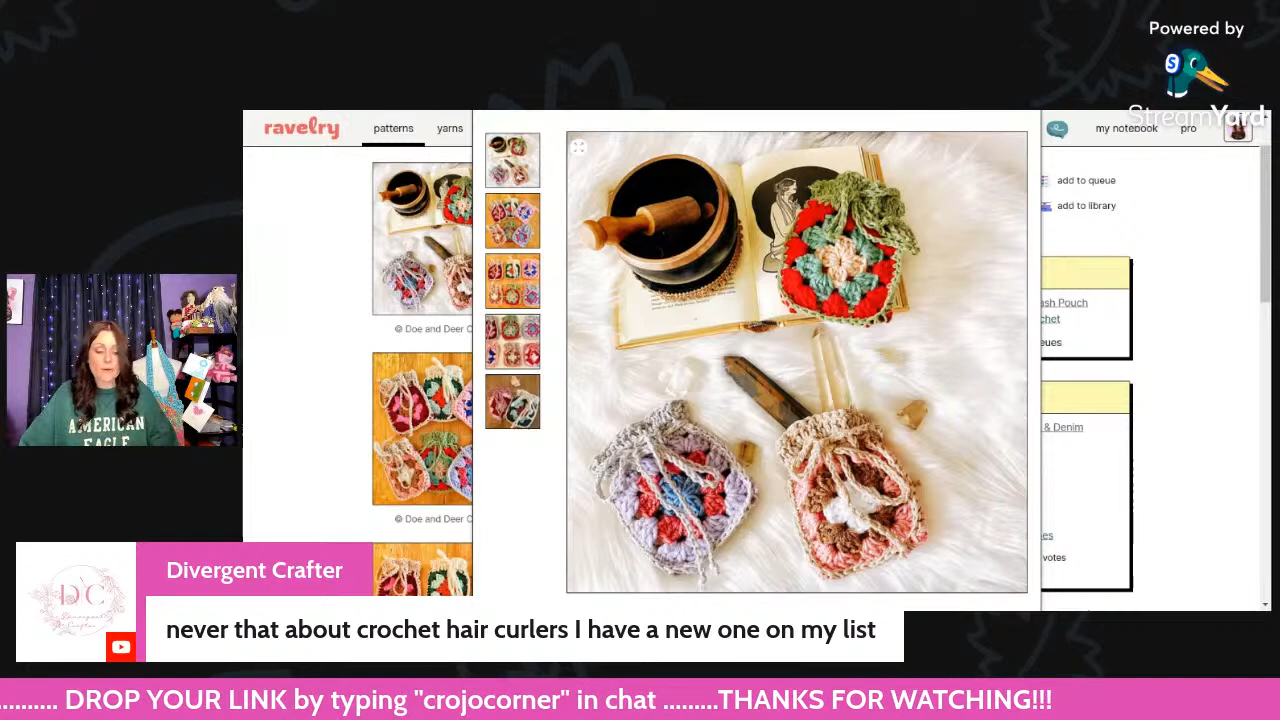 Powered by
StreamYard
ravelry
patterns
yarns
my notebook
pro
add to queue
add to library
ash Pouch
chet
ues
© Doe and Deer C
& Denim
es
votes
© Doe and Deer C
AMERICAN
EAGLE
D C
Divergent Crafter
never that about crochet hair curlers I have a new one on my list
.......... DROP YOUR LINK by typing "crojocorner" in chat .........THANKS FOR WATCHING!!!